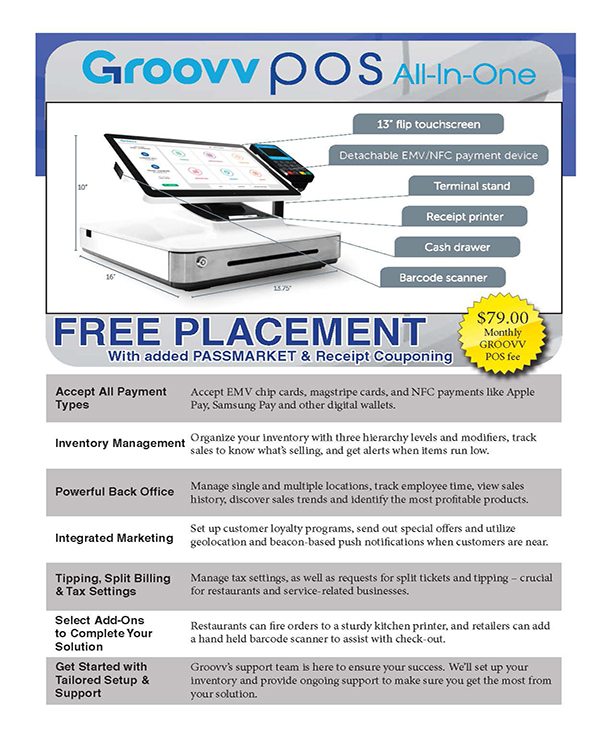 Groovv POS All-In-One
13" flip touchscreen
Detachable EMV/NFC payment device
Terminal stand
Receipt printer
Cash drawer
Barcode scanner
10"
16"
13.75"
FREE PLACEMENT
With added PASSMARKET & Receipt Couponing
$79.00
Monthly
GROOVV
POS fee
Accept All Payment
Types
Accept EMV chip cards, magstripe cards, and NFC payments like Apple
Pay, Samsung Pay and other digital wallets.
Inventory Management
Organize your inventory with three hierarchy levels and modifiers, track
sales to know what's selling, and get alerts when items run low.
Powerful Back Office
Manage single and multiple locations, track employee time, view sales
history, discover sales trends and identify the most profitable products.
Integrated Marketing
Set up customer loyalty programs, send out special offers and utilize
geolocation and beacon-based push notifications when customers are near.
Tipping, Split Billing
& Tax Settings
Manage tax settings, as well as requests for split tickets and tipping – crucial
for restaurants and service-related businesses.
Select Add-Ons
to Complete Your
Solution
Restaurants can fire orders to a sturdy kitchen printer, and retailers can add
a hand held barcode scanner to assist with check-out.
Get Started with
Tailored Setup &
Support
Groovv's support team is here to ensure your success. We'll set up your
inventory and provide ongoing support to make sure you get the most from
your solution.